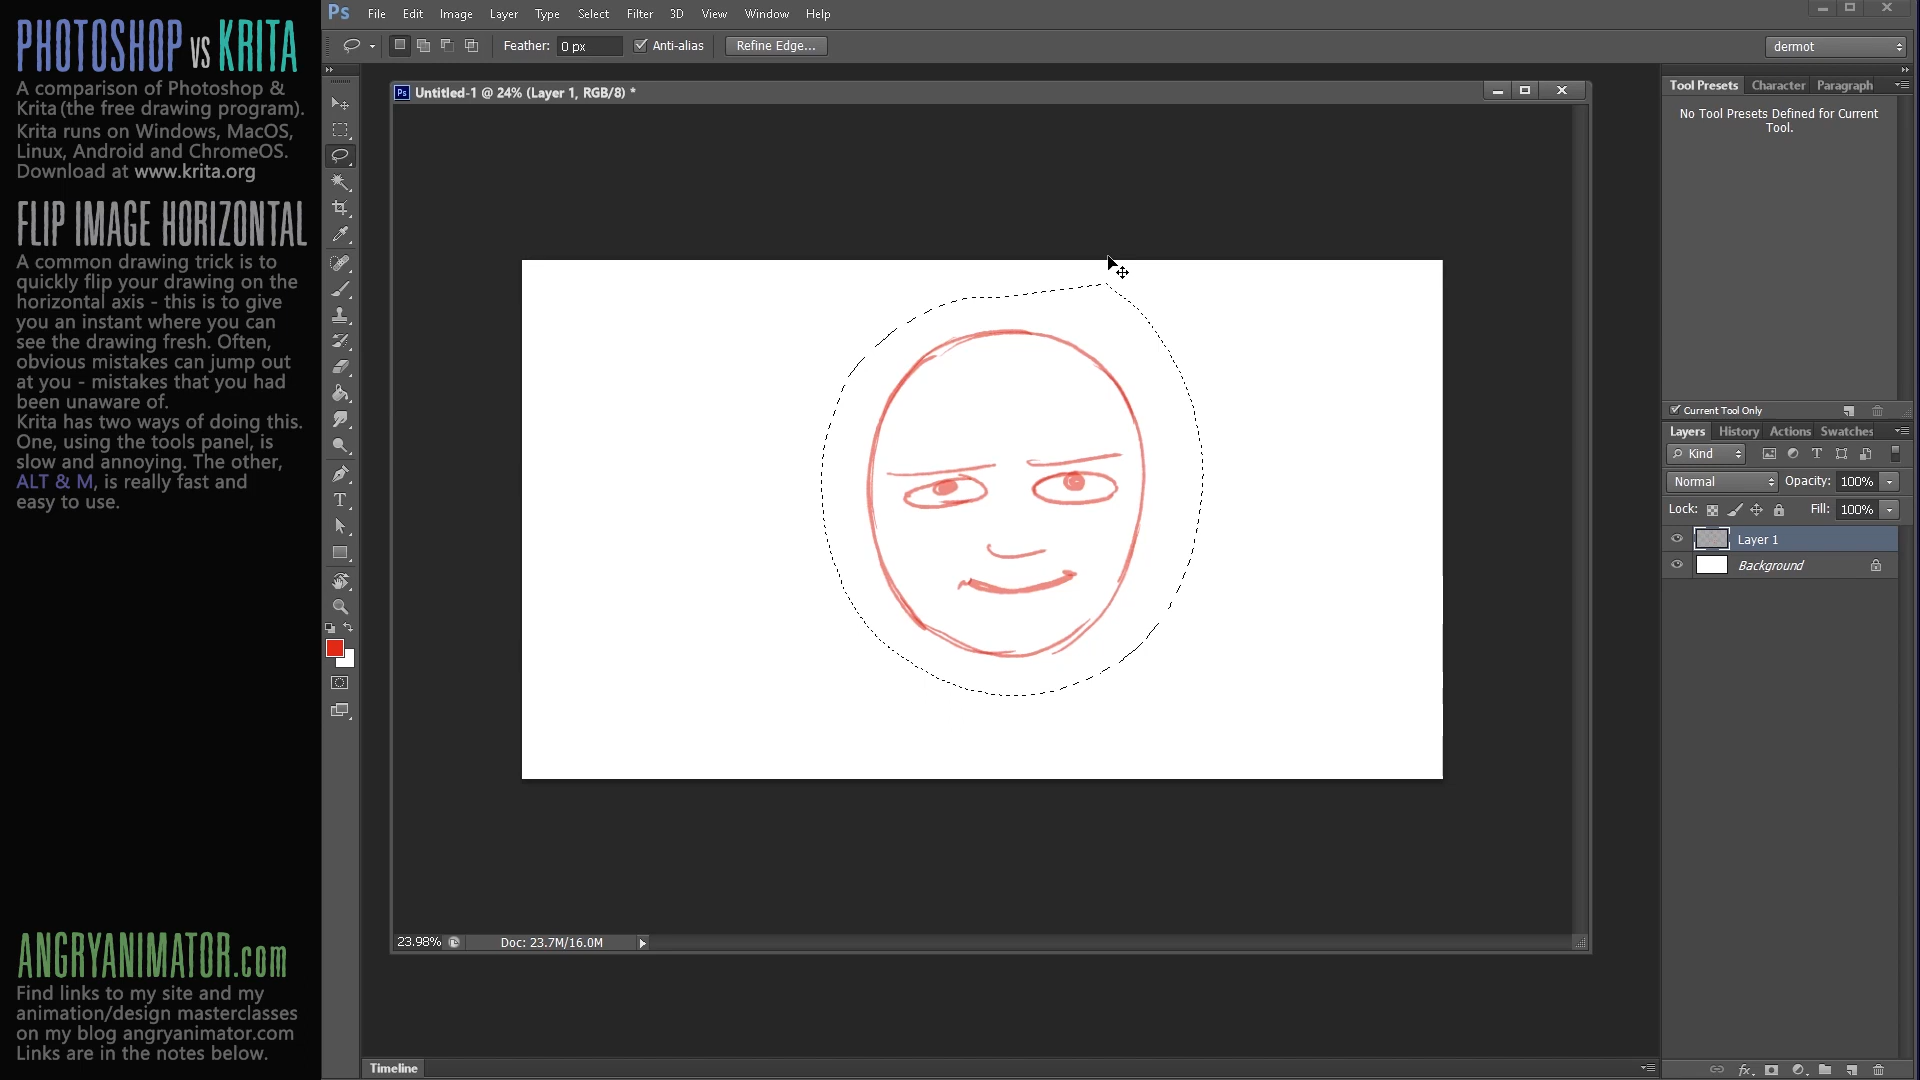 PHOTOSHOP VS KRITA
A comparison of Photoshop &
Krita (the free drawing program).
Krita runs on Windows, MacOS,
Linux, Android and ChromeOS.
Download at www.krita.org
FLIP IMAGE HORIZONTAL
A common drawing trick is to
quickly flip your drawing on the
horizontal axis - this is to give
you an instant where you can
see the drawing fresh. Often,
obvious mistakes can jump out
at you - mistakes that you had
been unaware of.
Krita has two ways of doing this.
One, using the tools panel, is
slow and annoying. The other,
ALT & M, is really fast and
easy to use.
ANGRYANIMATOR.com
Find links to my site and my
animation/design masterclasses
on my blog angryanimator.com
Links are in the notes below.
Ps File Edit Image Layer Type Select Filter 3D View Window Help
Feather: 0 px Anti-alias Refine Edge... dermot
Ps Untitled-1 @ 24% (Layer 1, RGB/8) *
T
23.98% Doc: 23.7M/16.0M
Timeline
Tool Presets Character Paragraph
No Tool Presets Defined for Current
Tool.
Current Tool Only
Layers History Actions Swatches
Kind T
Normal Opacity: 100%
Lock: Fill: 100%
Layer 1
Background
fx